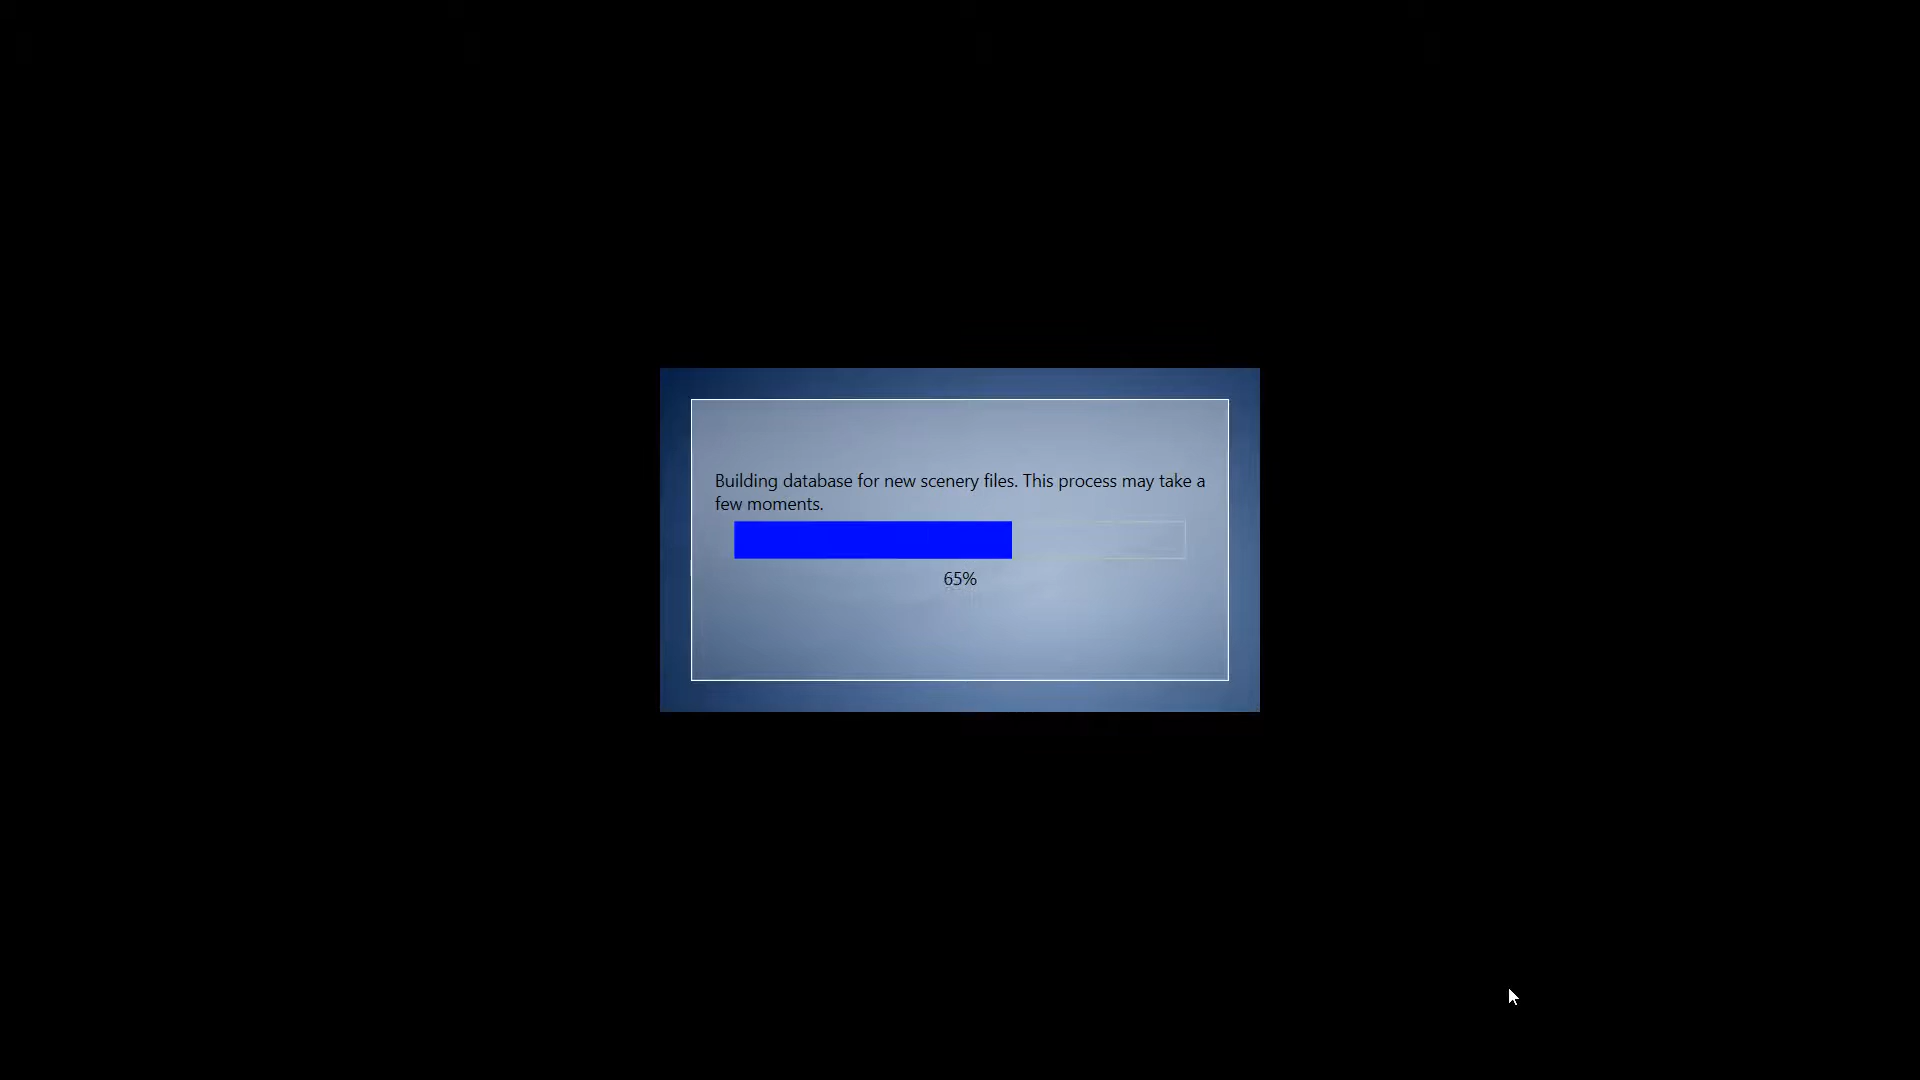 Building database for new scenery files. This process may take a
few moments.
65%